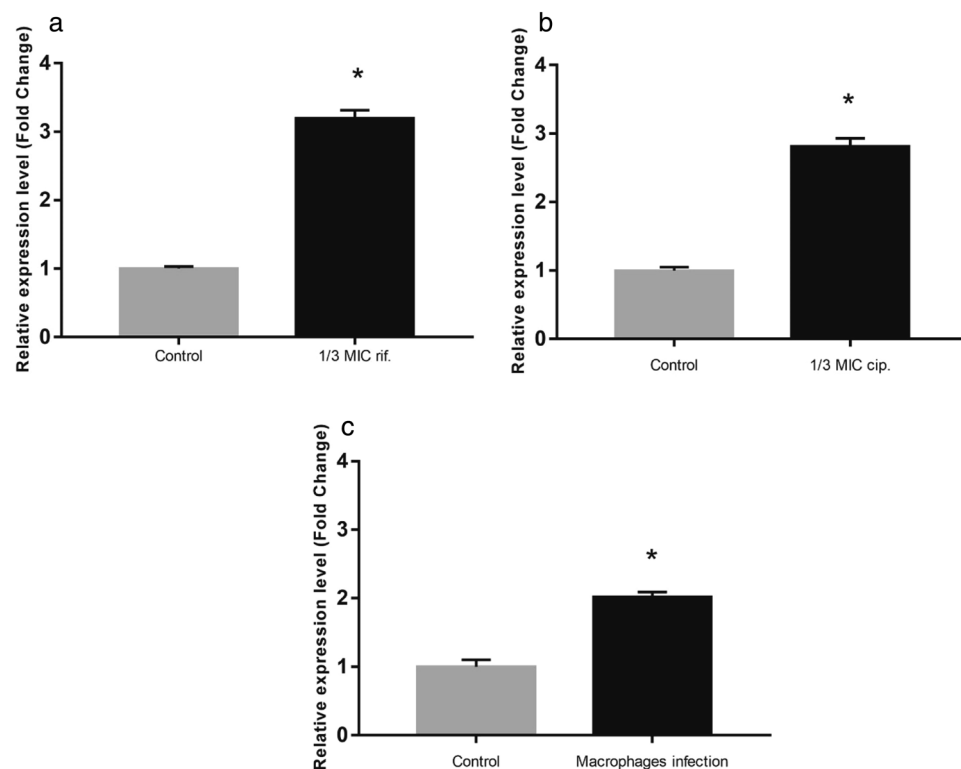 a
Relative expression level (Fold Change)
4
3
2
1
0
*
Control
1/3 MIC rif.
b
Relative expression level (Fold Change)
4
3
2
1
0
*
Control
1/3 MIC cip.
c
Relative expression level (Fold Change)
4
3
2
1
0
*
Control
Macrophages infection